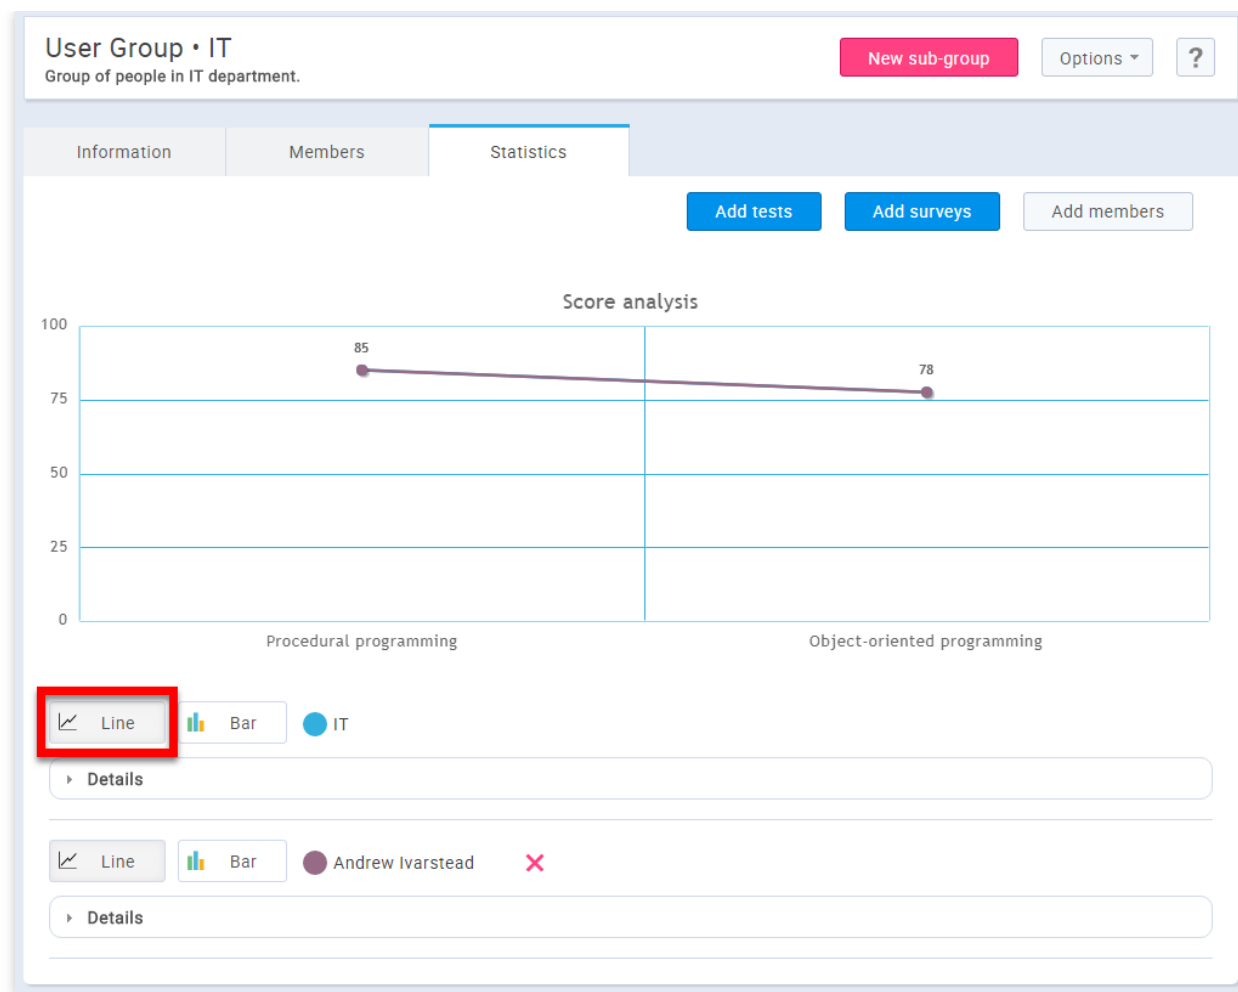 User Group • IT
Group of people in IT department.
New sub-group
Options
?
Information
Members
Statistics
Add tests
Add surveys
Add members
Score analysis
100
75
50
25
0
85
78
Procedural programming
Object-oriented programming
Line
Bar
IT
Details
Line
Bar
Andrew Ivarstead
Details